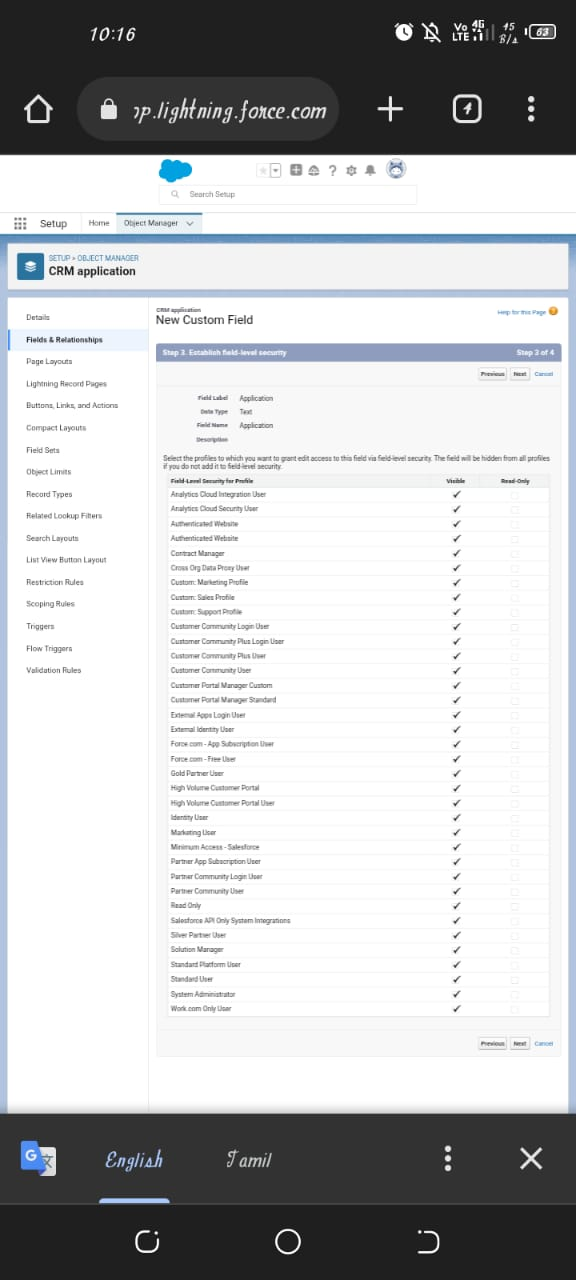 10:16
Vo LTE 4G 45 B/s 63
op.lightning.force.com
4
Search Setup
Setup Home Object Manager
SETUP > OBJECT MANAGER
CRM application
Details
Fields & Relationships
Page Layouts
Lightning Record Pages
Buttons, Links, and Actions
Compact Layouts
Field Sets
Object Limits
Record Types
Related Lookup Filters
Search Layouts
List View Button Layout
Restriction Rules
Scoping Rules
Triggers
Flow Triggers
Validation Rules
CRM application
New Custom Field
Help for this Page ?
Step 3. Establish field-level security Step 3 of 4
Previous Next Cancel
Field Label Application
Data Type Text
Field Name Application
Description
Select the profiles to which you want to grant edit access to this field via field-level security. The field will be hidden from all profiles
if you do not add it to field-level security.
Field-Level Security for Profile Visible Read-Only
Analytics Cloud Integration User
Analytics Cloud Security User
Authenticated Website
Authenticated Website
Contract Manager
Cross Org Data Proxy User
Custom: Marketing Profile
Custom: Sales Profile
Custom: Support Profile
Customer Community Login User
Customer Community Plus Login User
Customer Community Plus User
Customer Community User
Customer Portal Manager Custom
Customer Portal Manager Standard
External Apps Login User
External Identity User
Force.com - App Subscription User
Force.com - Free User
Gold Partner User
High Volume Customer Portal
High Volume Customer Portal User
Identity User
Marketing User
Minimum Access - Salesforce
Partner App Subscription User
Partner Community Login User
Partner Community User
Read Only
Salesforce API Only System Integrations
Silver Partner User
Solution Manager
Standard Platform User
Standard User
System Administrator
Work.com Only User
Previous Next Cancel
English Tamil